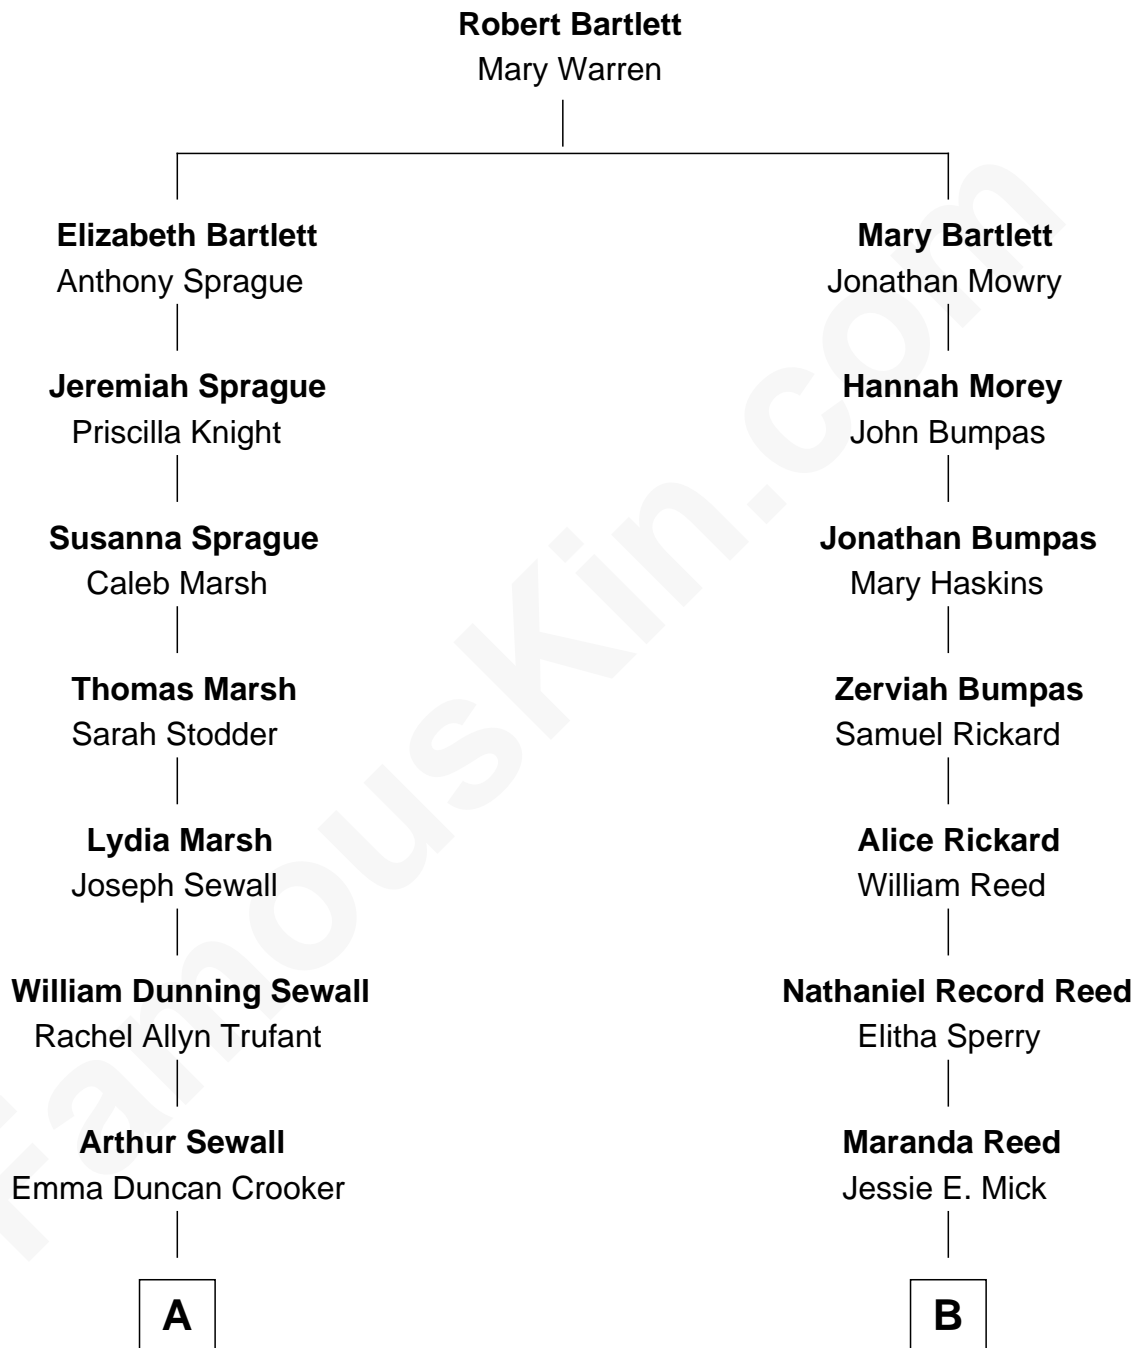 Robert Bartlett
Mary Warren
Elizabeth Bartlett
Anthony Sprague
Mary Bartlett
Jonathan Mowry
Jeremiah Sprague
Priscilla Knight
Hannah Morey
John Bumpas
Susanna Sprague
Caleb Marsh
Jonathan Bumpas
Mary Haskins
Thomas Marsh
Sarah Stodder
Zerviah Bumpas
Samuel Rickard
Lydia Marsh
Joseph Sewall
Alice Rickard
William Reed
William Dunning Sewall
Rachel Allyn Trufant
Nathaniel Record Reed
Elitha Sperry
Arthur Sewall
Emma Duncan Crooker
Maranda Reed
Jessie E. Mick
A
B
FamousKin.com